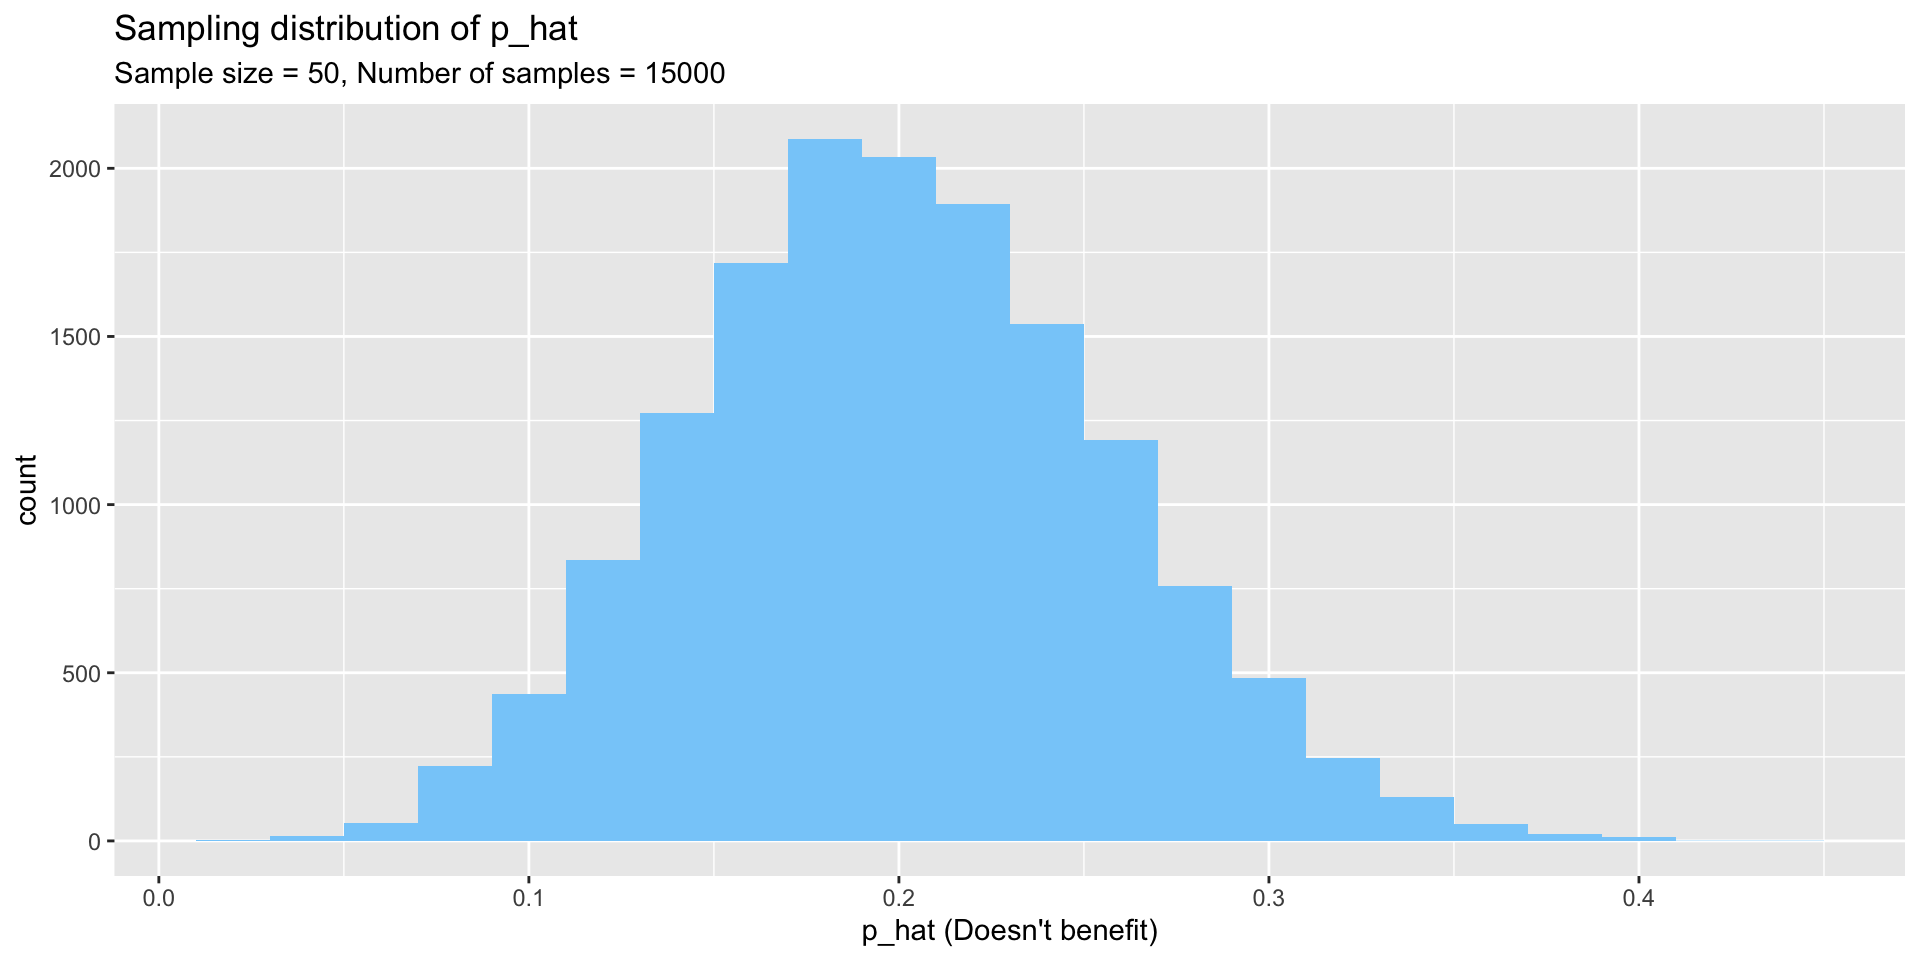 Sampling distribution of p_hat
Sample size = 50, Number of samples = 15000
2000
1500
1000
500
0
count
0.0 0.1 0.2 0.3 0.4
p_hat (Doesn't benefit)